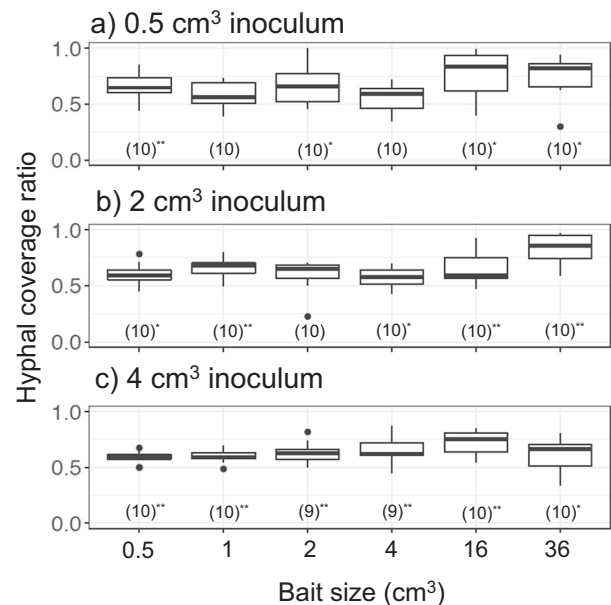 a) 0.5 cm³ inoculum
1.0
0.5
0.0
(10)** (10) (10)* (10) (10)* (10)*
b) 2 cm³ inoculum
1.0
0.5
0.0
(10)* (10)** (10) (10)* (10)** (10)**
c) 4 cm³ inoculum
1.0
0.5
0.0
(10)** (10)** (9)** (9)** (10)** (10)*
0.5 1 2 4 16 36
Bait size (cm³)
Hyphal coverage ratio